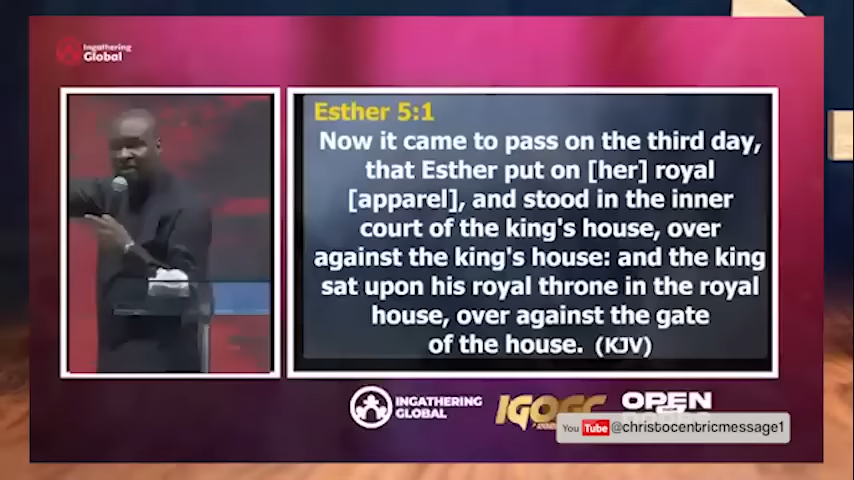 Ingathering
Global
Esther 5:1
Now it came to pass on the third day,
that Esther put on [her] royal
[apparel], and stood in the inner
court of the king's house, over
against the king's house: and the king
sat upon his royal throne in the royal
house, over against the gate
of the house. (KJV)
INGATHERING
GLOBAL
IGOGC
OPEN
YouTube @christocentricmessage1